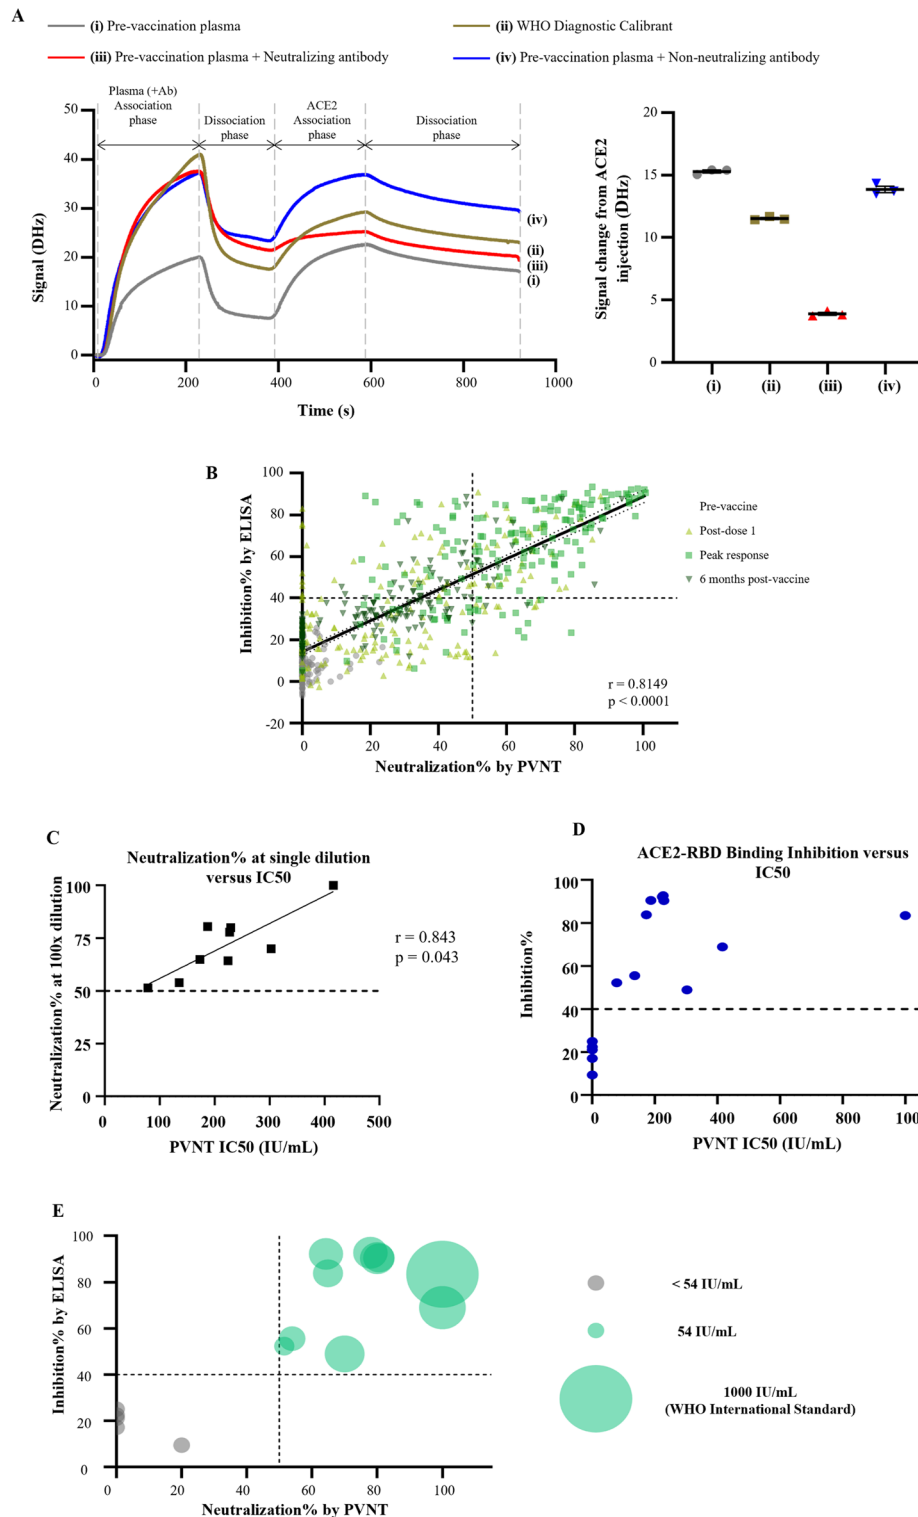 A
(i) Pre-vaccination plasma
(ii) WHO Diagnostic Calibrant
(iii) Pre-vaccination plasma + Neutralizing antibody
(iv) Pre-vaccination plasma + Non-neutralizing antibody
Plasma (+Ab)
Association
phase
Dissociation
phase
ACE2
Association
phase
Dissociation
phase
Signal (DHz)
50
40
30
20
10
0
(iv)
(ii)
(iii)
(i)
0
200
400
600
800
1000
Time (s)
Signal change from ACE2
injection (DHz)
20
15
10
5
0
(i)
(ii)
(iii)
(iv)
B
Inhibition% by ELISA
100
80
60
40
20
0
-20
Pre-vaccine
Post-dose 1
Peak response
6 months post-vaccine
r = 0.8149
p < 0.0001
0
20
40
60
80
100
Neutralization% by PVNT
C
Neutralization% at single dilution
versus IC50
Neutralization% at 100x dilution
100
75
50
25
0
r = 0.843
p = 0.043
0
100
200
300
400
500
PVNT IC50 (IU/mL)
D
ACE2-RBD Binding Inhibition versus
IC50
Inhibition%
100
80
60
40
20
0
0
200
400
600
800
100
PVNT IC50 (IU/mL)
E
Inhibition% by ELISA
100
80
60
40
20
0
0
20
40
60
80
100
Neutralization% by PVNT
< 54 IU/mL
54 IU/mL
1000 IU/mL
(WHO International Standard)